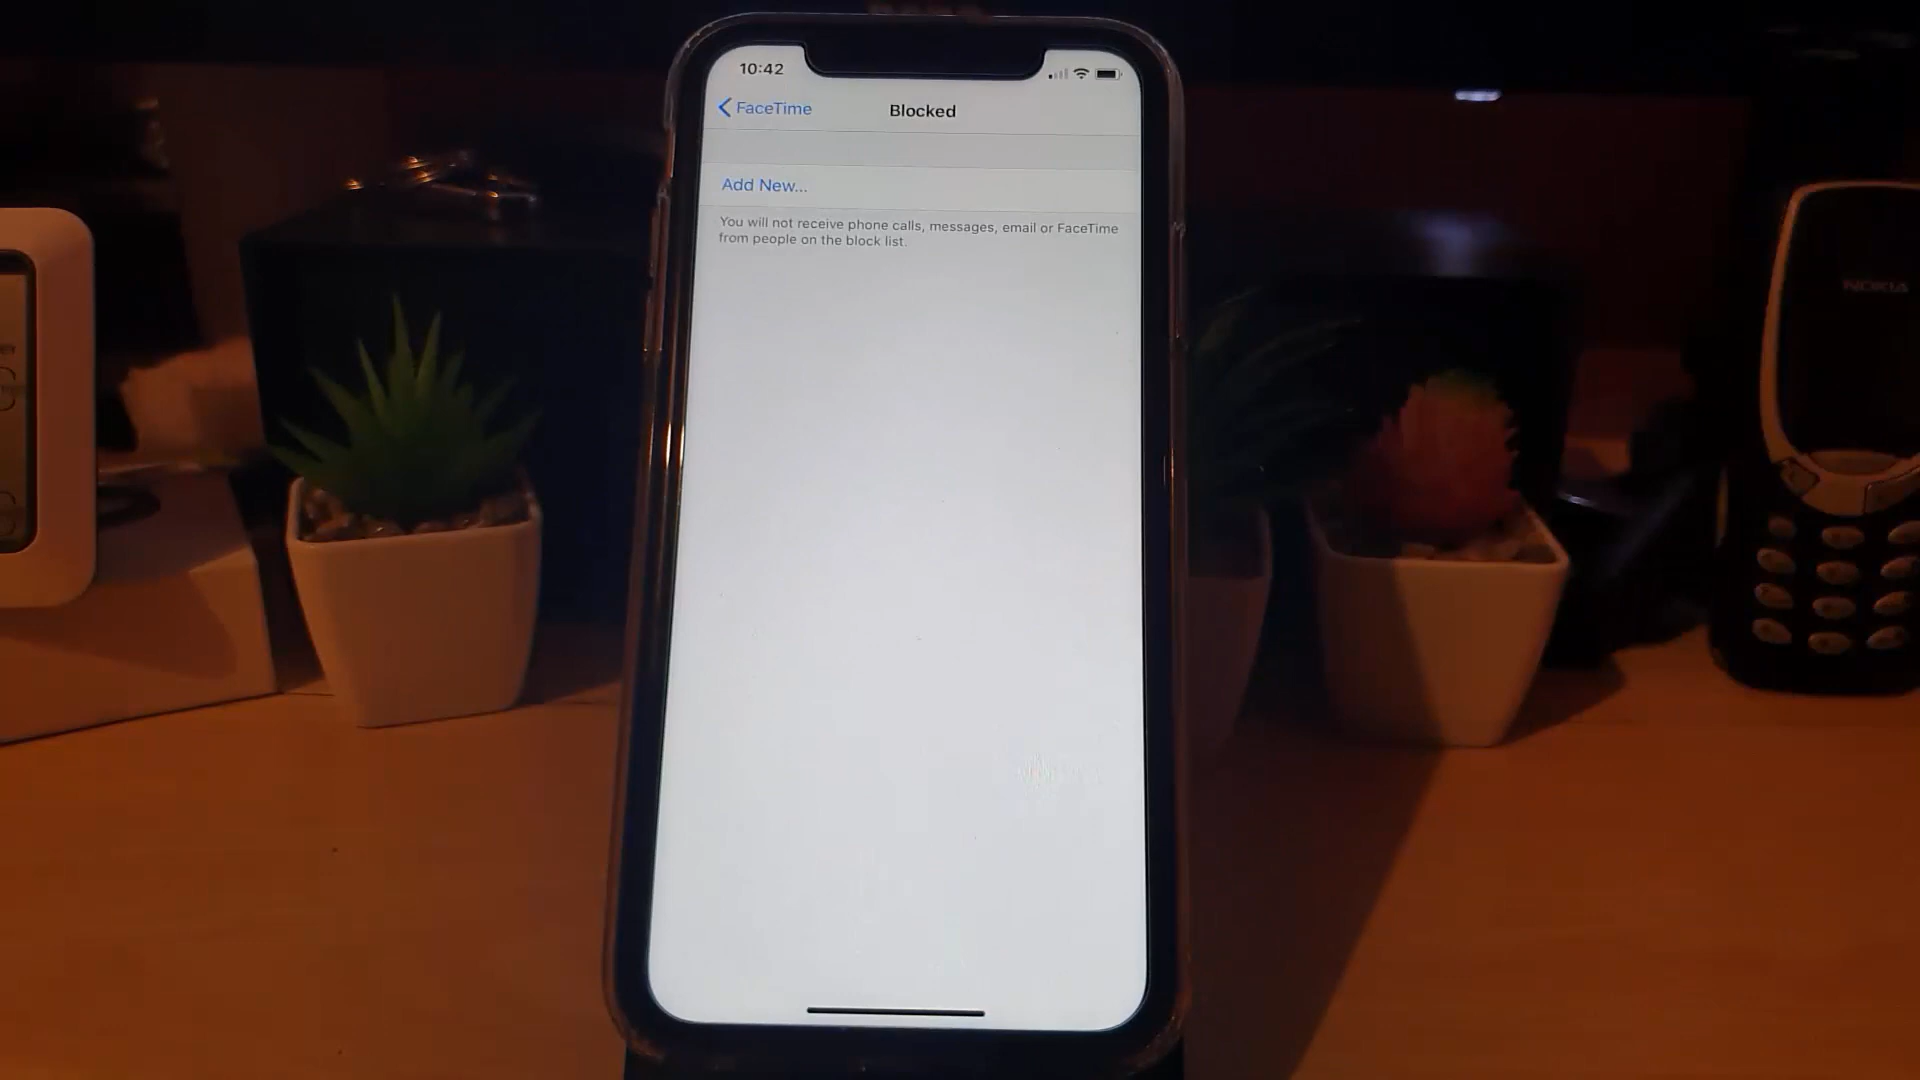 10:42
FaceTime
Blocked
Add New...
You will not receive phone calls, messages, email or FaceTime
from people on the block list.
NOKIA